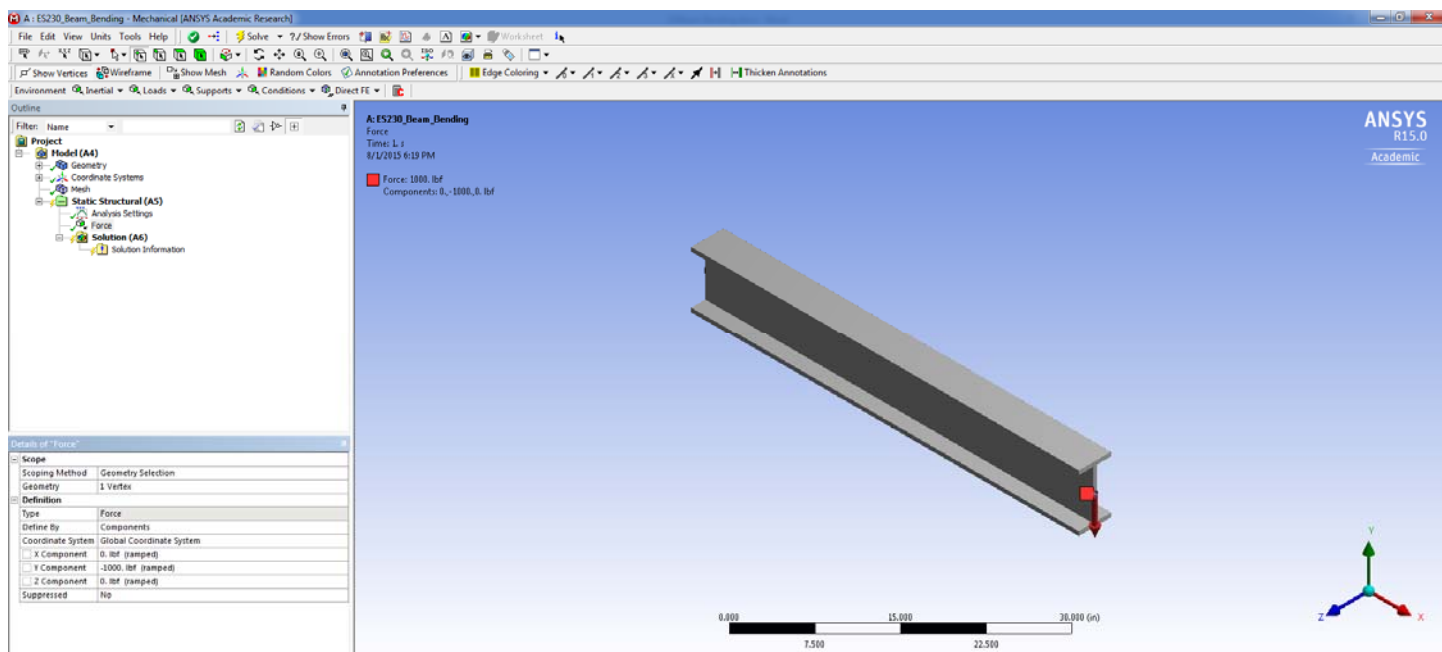 A : ES230_Beam_Bending - Mechanical [ANSYS Academic Research]
File Edit View Units Tools Help Solve ?/ Show Errors Worksheet
Show Vertices Wireframe Show Mesh Random Colors Annotation Preferences Edge Coloring Thicken Annotations
Environment Inertial Loads Supports Conditions Direct FE
Outline
Filter: Name
Project
Model (A4)
Geometry
Coordinate Systems
Mesh
Static Structural (A5)
Analysis Settings
Force
Solution (A6)
Solution Information
Details of "Force"
Scope
Scoping Method Geometry Selection
Geometry 1 Vertex
Definition
Type Force
Define By Components
Coordinate System Global Coordinate System
X Component 0. lbf (ramped)
Y Component -1000. lbf (ramped)
Z Component 0. lbf (ramped)
Suppressed No
A: ES230_Beam_Bending
Force
Time: 1. s
8/1/2015 6:19 PM
Force: 1000. lbf
Components: 0.,-1000.,0. lbf
ANSYS
R15.0
Academic
0.000 15.000 30.000 (in)
7.500 22.500
Y
Z X